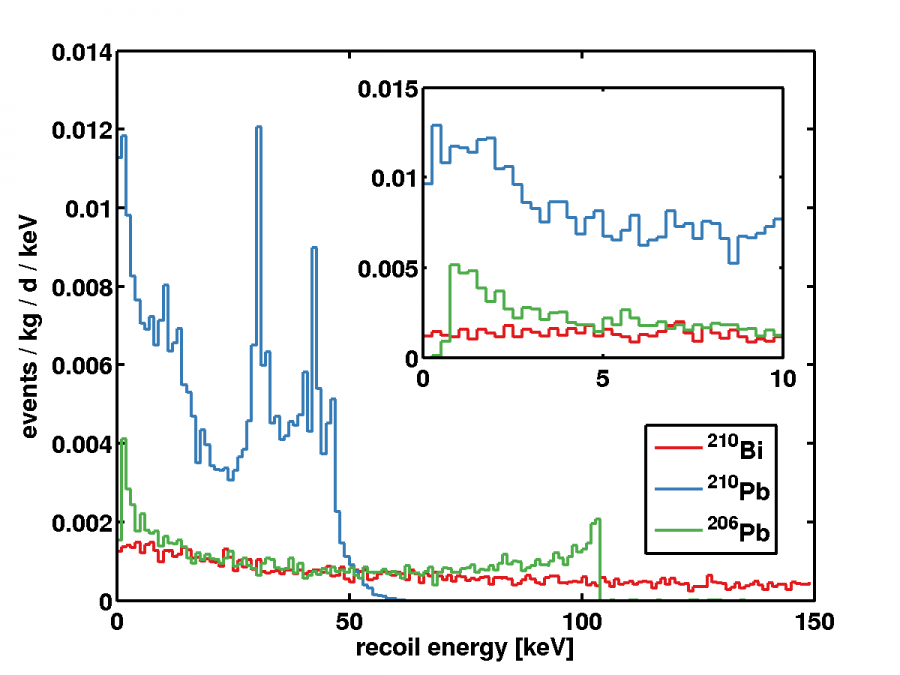 0.014
0.012
0.01
0.008
0.006
0.004
0.002
0
events / kg / d / keV
0 50 100 150
recoil energy [keV]
0.015
0.01
0.005
0
0 5 10
²¹⁰Bi
²¹⁰Pb
²⁰⁶Pb